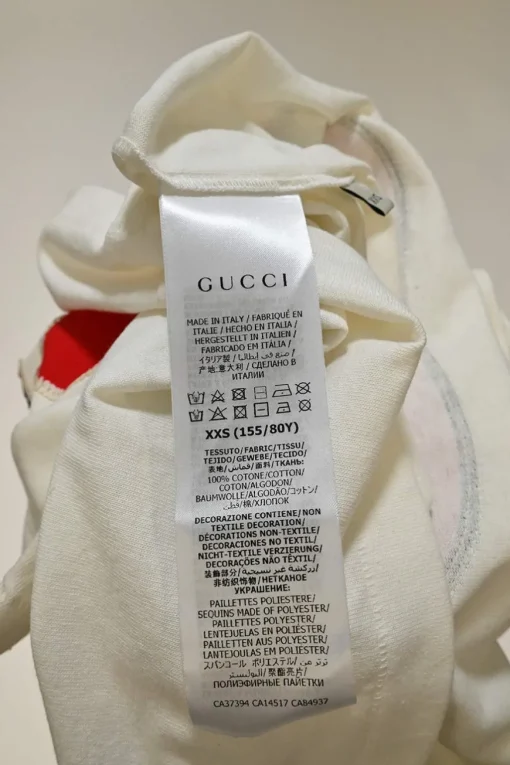 GUCCI
MADE IN ITALY / FABRIQUÉ EN
ITALIE / HECHO EN ITALIA /
HERGESTELLT IN ITALIEN /
FABRICADO EM ITÁLIA /
イタリア製 / صنع في إيطاليا /
产地:意大利 / СДЕЛАНО В
ИТАЛИИ
XXS (155/80Y)
TESSUTO/FABRIC/TISSU/
TEJIDO/GEWEBE/TECIDO/
表地/قماش/面料/ТКАНЬ:
100% COTONE/COTTON/
COTON/ALGODON/
BAUMWOLLE/ALGODÃO/コットン/
قطن/棉/ХЛОПОК
DECORAZIONE CONTIENE/NON
TEXTILE DECORATION/
DÉCORATIONS NON-TEXTILE/
DECORACIONES NO TEXTIL/
NICHT-TEXTILE VERZIERUNG/
DECORAÇÕES NÃO TÊXTIL/
装飾部分/زركشة غير نسيجية/
非纺织饰物/НЕТКАНОЕ
УКРАШЕНИЕ:
PAILLETTES POLIESTERE/
SEQUINS MADE OF POLYESTER/
PAILLETTES POLYESTER/
LENTEJUELAS EN POLIÉSTER/
PAILLETTEN AUS POLYESTER/
LANTEJOULAS EM POLYESTER/
スパンコール ポリエステル/ترتر من
البوليستر/聚酯亮片/
ПОЛИЭФИРНЫЕ ПАЙЕТКИ
CA37394 CA14517 CA84937